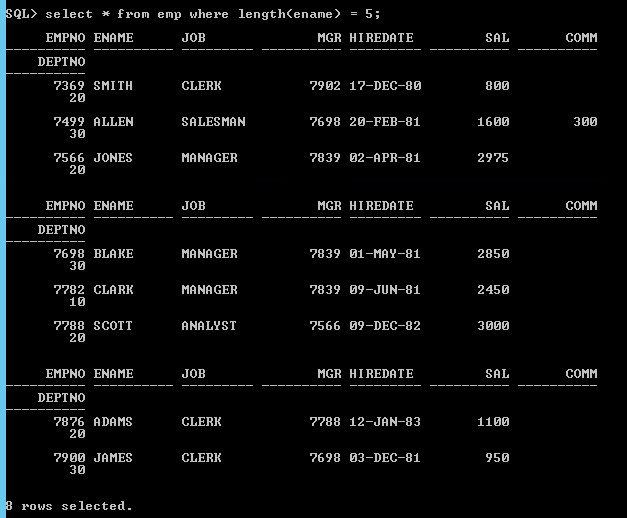 SQL> select * from emp where length(ename) = 5;
     EMPNO ENAME      JOB              MGR HIREDATE         SAL       COMM
---------- ---------- --------- ---------- --------- ---------- ----------
    DEPTNO
----------
      7369 SMITH      CLERK           7902 17-DEC-80        800
        20
      7499 ALLEN      SALESMAN        7698 20-FEB-81       1600        300
        30
      7566 JONES      MANAGER         7839 02-APR-81       2975
        20
     EMPNO ENAME      JOB              MGR HIREDATE         SAL       COMM
---------- ---------- --------- ---------- --------- ---------- ----------
    DEPTNO
----------
      7698 BLAKE      MANAGER         7839 01-MAY-81       2850
        30
      7782 CLARK      MANAGER         7839 09-JUN-81       2450
        10
      7788 SCOTT      ANALYST         7566 09-DEC-82       3000
        20
     EMPNO ENAME      JOB              MGR HIREDATE         SAL       COMM
---------- ---------- --------- ---------- --------- ---------- ----------
    DEPTNO
----------
      7876 ADAMS      CLERK           7788 12-JAN-83       1100
        20
      7900 JAMES      CLERK           7698 03-DEC-81        950
        30
8 rows selected.